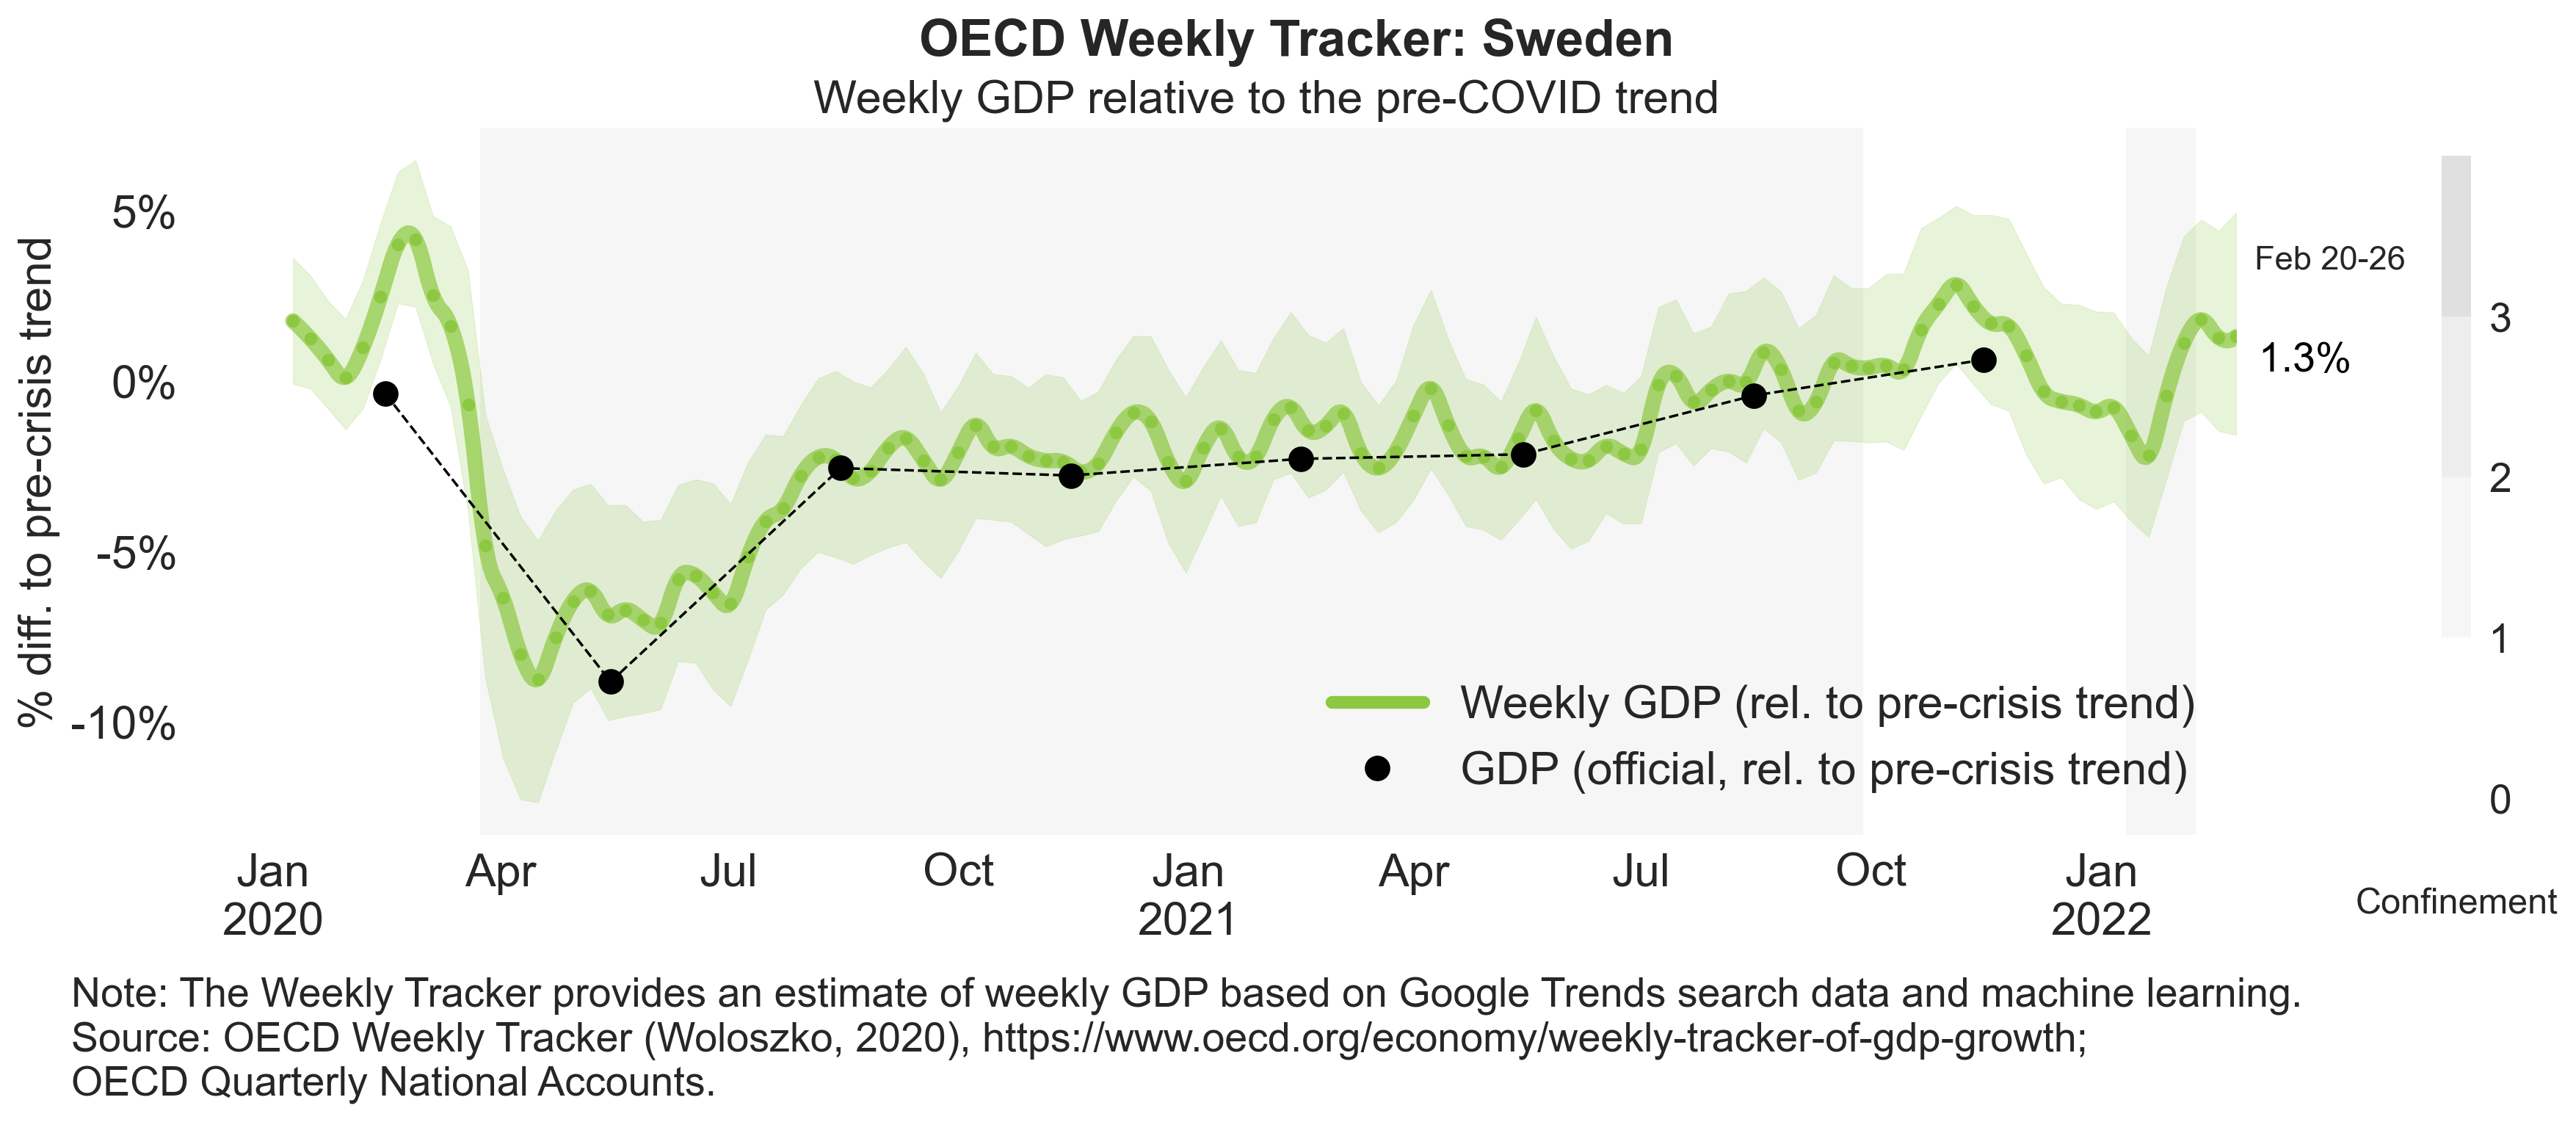 OECD Weekly Tracker: Sweden
Weekly GDP relative to the pre-COVID trend
% diff. to pre-crisis trend
5%
0%
-5%
-10%
Feb 20-26
1.3%
3
2
1
0
Confinement
Weekly GDP (rel. to pre-crisis trend)
GDP (official, rel. to pre-crisis trend)
Jan Apr Jul Oct Jan Apr Jul Oct Jan
2020 2021 2022
Note: The Weekly Tracker provides an estimate of weekly GDP based on Google Trends search data and machine learning.
Source: OECD Weekly Tracker (Woloszko, 2020), https://www.oecd.org/economy/weekly-tracker-of-gdp-growth;
OECD Quarterly National Accounts.